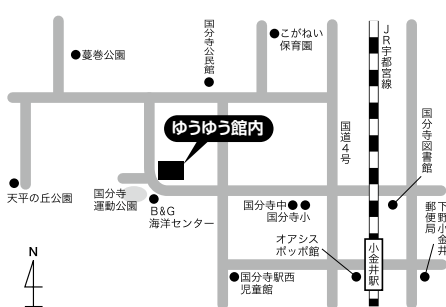 国分寺公民館
こがねい
保育園
JR宇都宮線
蔓巻公園
ゆうゆう館内
国道4号
国分寺図書館
天平の丘公園
国分寺
運動公園
B&G
海洋センター
国分寺中
国分寺小
下野小金井
郵便局
オアシス
ポッポ館
小金井駅
国分寺駅西
児童館
N